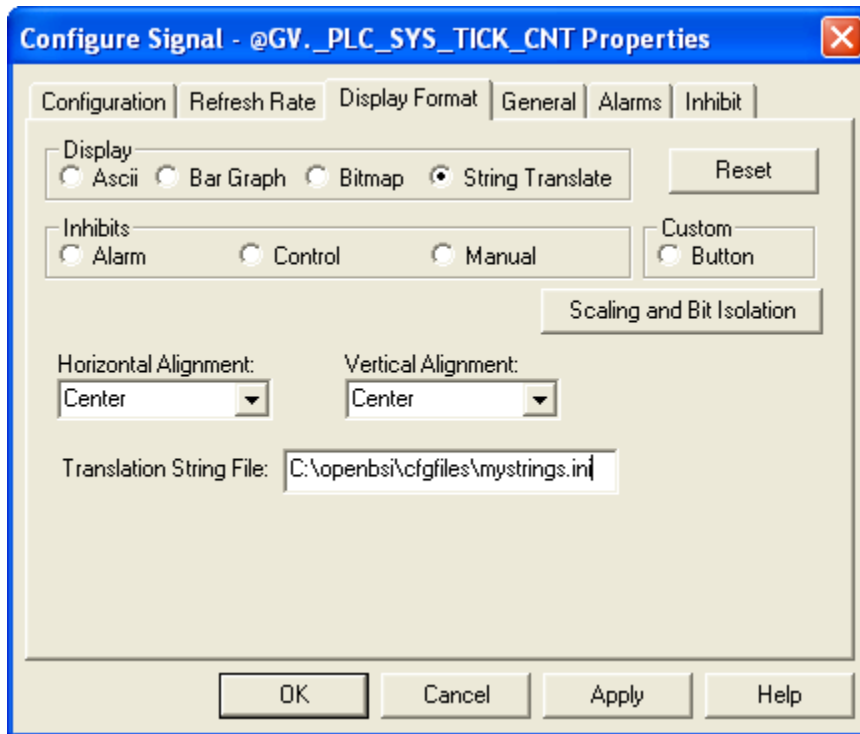 Configure Signal - @GV._PLC_SYS_TICK_CNT Properties
Configuration Refresh Rate Display Format General Alarms Inhibit
Display
Ascii Bar Graph Bitmap String Translate Reset
Inhibits Custom
Alarm Control Manual Button
Scaling and Bit Isolation
Horizontal Alignment: Vertical Alignment:
Center Center
Translation String File: C:\openbsi\cfgfiles\mystrings.ini
OK Cancel Apply Help